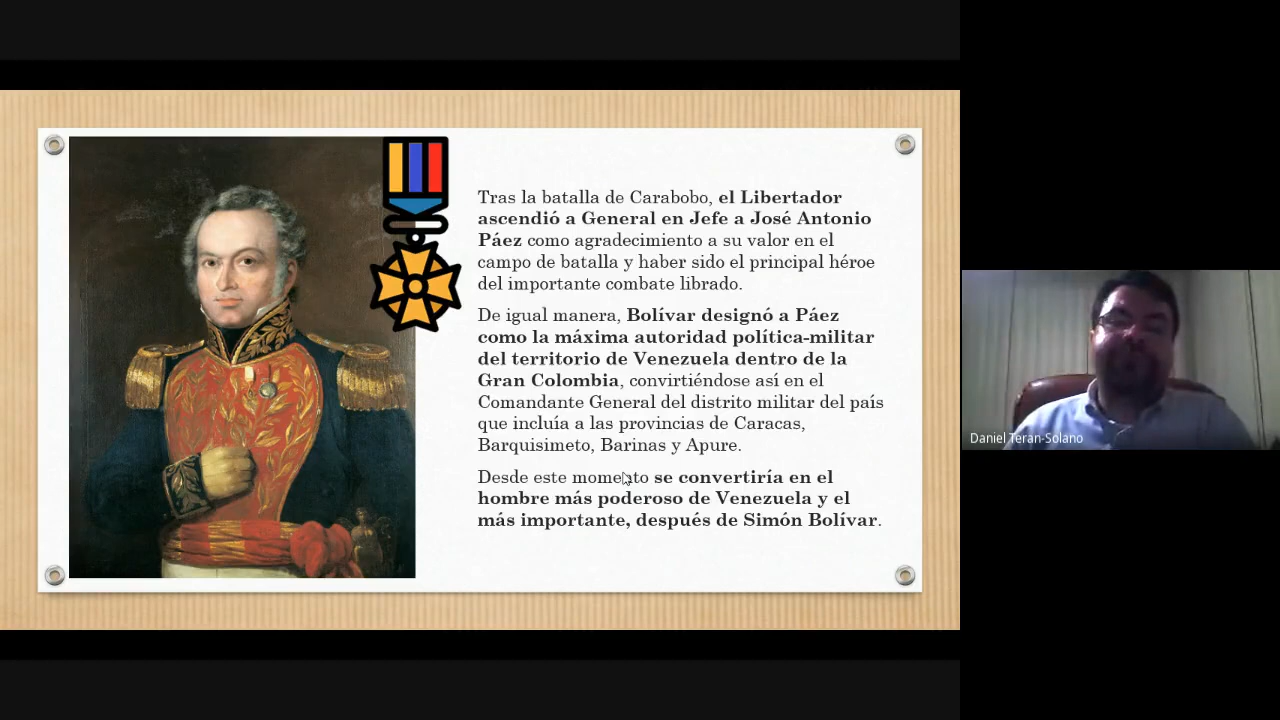 Tras la batalla de Carabobo, el Libertador
ascendió a General en Jefe a José Antonio
Páez como agradecimiento a su valor en el
campo de batalla y haber sido el principal héroe
del importante combate librado.
De igual manera, Bolívar designó a Páez
como la máxima autoridad política-militar
del territorio de Venezuela dentro de la
Gran Colombia, convirtiéndose así en el
Comandante General del distrito militar del país
que incluía a las provincias de Caracas,
Barquisimeto, Barinas y Apure.
Desde este momento se convertiría en el
hombre más poderoso de Venezuela y el
más importante, después de Simón Bolívar.
Daniel Teran-Solano